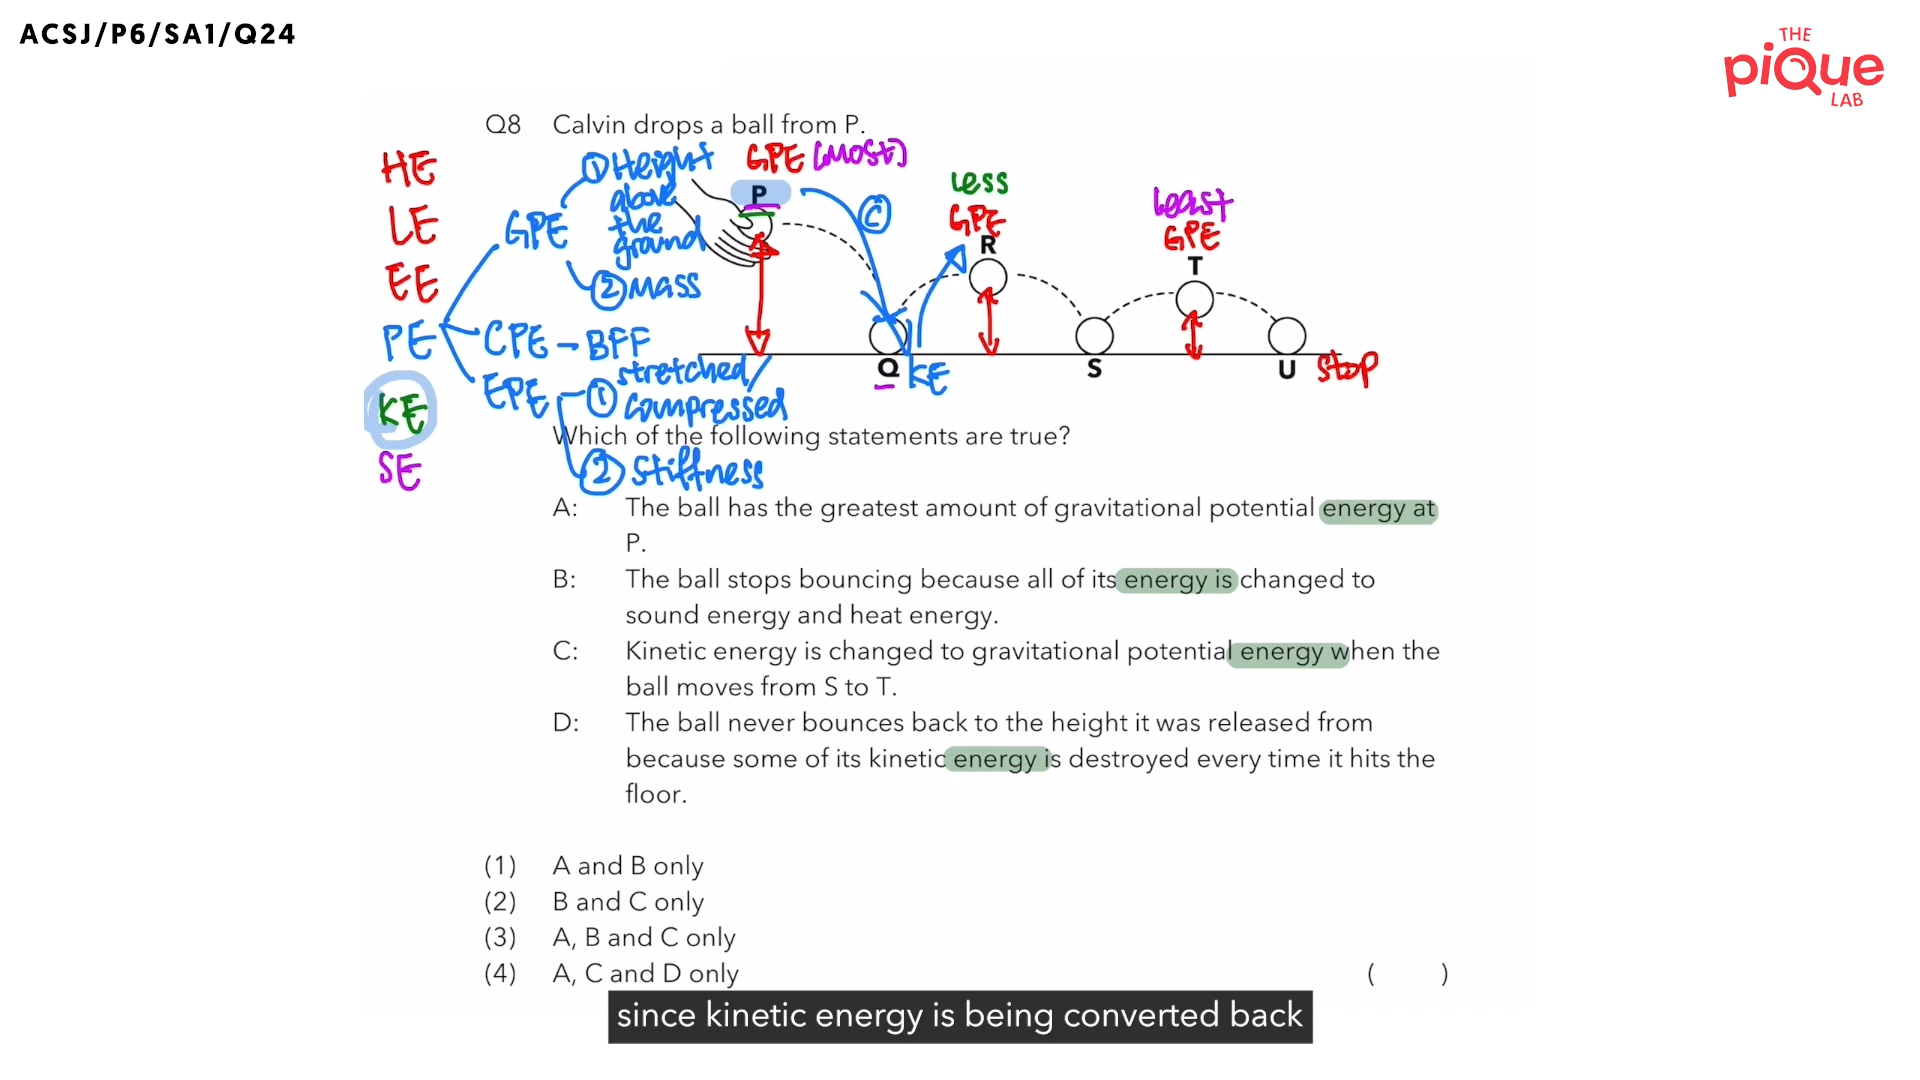 ACSJ/P6/SA1/Q24
THE
piQue
LAB
Q8 Calvin drops a ball from P.
HE
LE
EE
PE
KE
SE
GPE
① Height
above
the
ground
② Mass
CPE – BFF
EPE
① stretched/
compressed
② Stiffness
GPE (Most)
P
C
Less
GPE
R
Least
GPE
T
Q
KE
S
U
Stop
Which of the following statements are true?
A: The ball has the greatest amount of gravitational potential energy at
P.
B: The ball stops bouncing because all of its energy is changed to
sound energy and heat energy.
C: Kinetic energy is changed to gravitational potential energy when the
ball moves from S to T.
D: The ball never bounces back to the height it was released from
because some of its kinetic energy is destroyed every time it hits the
floor.
(1) A and B only
(2) B and C only
(3) A, B and C only
(4) A, C and D only
( )
since kinetic energy is being converted back